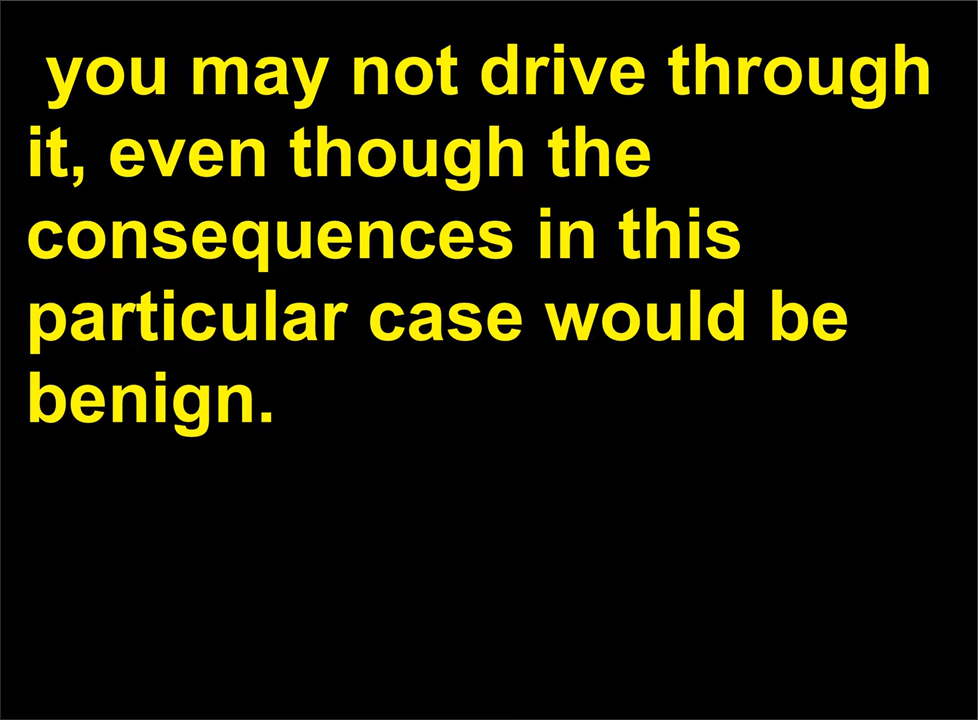 you may not drive through
it, even though the
consequences in this
particular case would be
benign.